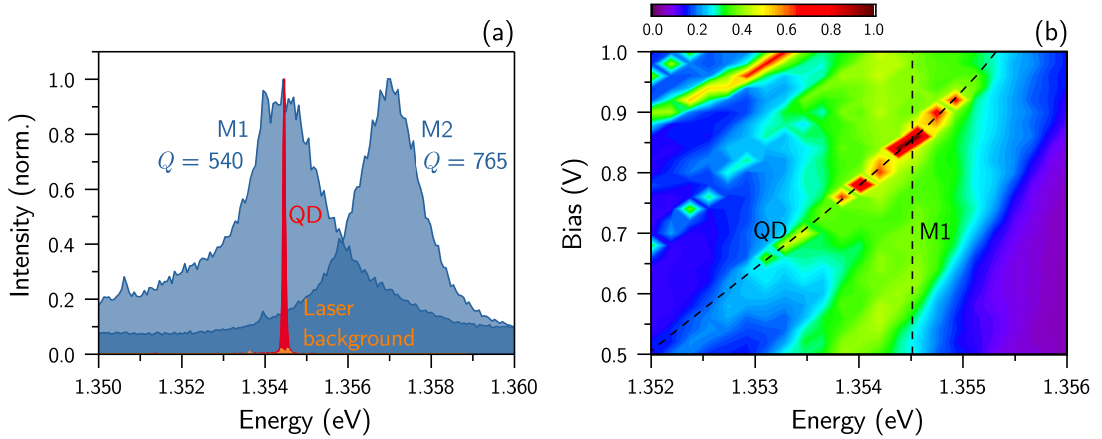 (a)
Intensity (norm.)
1.0
0.8
0.6
0.4
0.2
0.0
M1
Q = 540
M2
Q = 765
QD
Laser
background
1.350 1.352 1.354 1.356 1.358 1.360
Energy (eV)
0.0 0.2 0.4 0.6 0.8 1.0
(b)
Bias (V)
1.0
0.9
0.8
0.7
0.6
0.5
QD
M1
1.352 1.353 1.354 1.355 1.356
Energy (eV)